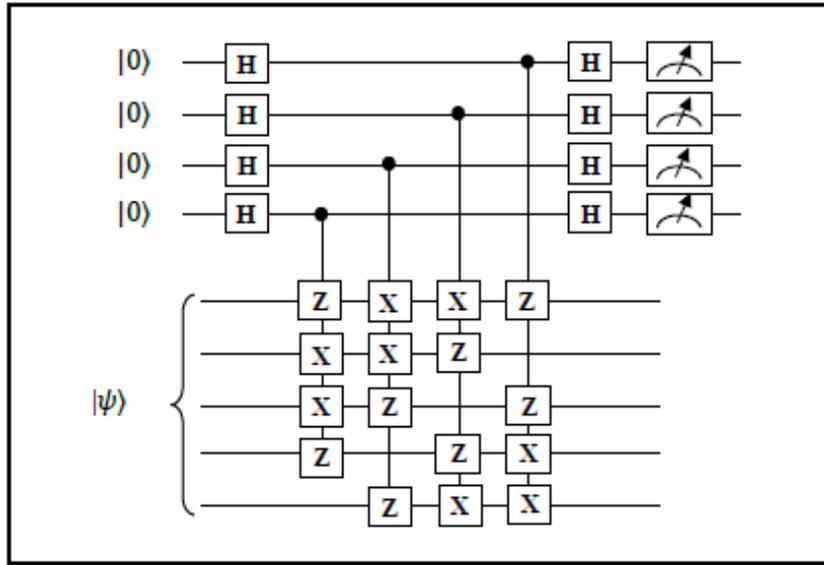 |0⟩ H H
|0⟩ H H
|0⟩ H H
|0⟩ H H
Z X X Z
X X Z
X Z Z
|ψ⟩
Z Z X
Z X X